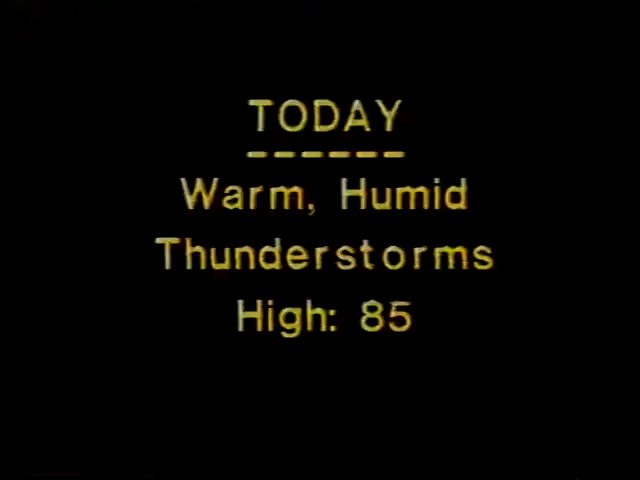 TODAY
------
Warm, Humid
Thunderstorms
High: 85